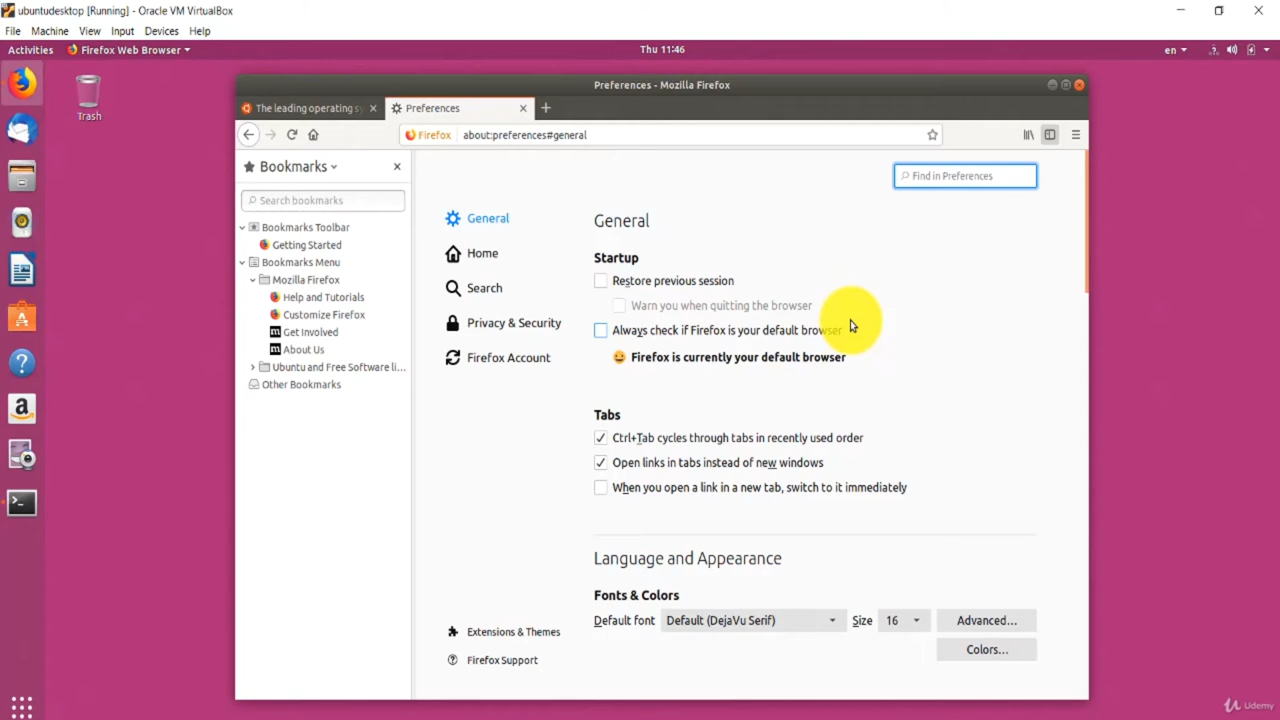 ubuntudesktop [Running] - Oracle VM VirtualBox
File Machine View Input Devices Help
Activities Firefox Web Browser Thu 11:46 en
Trash
Preferences - Mozilla Firefox
The leading operating sy Preferences
Firefox about:preferences#general
Bookmarks
Search bookmarks
Bookmarks Toolbar
Getting Started
Bookmarks Menu
Mozilla Firefox
Help and Tutorials
Customize Firefox
Get Involved
About Us
Ubuntu and Free Software li...
Other Bookmarks
Find in Preferences
General
Home
Search
Privacy & Security
Firefox Account
Extensions & Themes
Firefox Support
General
Startup
Restore previous session
Warn you when quitting the browser
Always check if Firefox is your default browser
Firefox is currently your default browser
Tabs
Ctrl+Tab cycles through tabs in recently used order
Open links in tabs instead of new windows
When you open a link in a new tab, switch to it immediately
Language and Appearance
Fonts & Colors
Default font Default (DejaVu Serif) Size 16 Advanced...
Colors...
Udemy